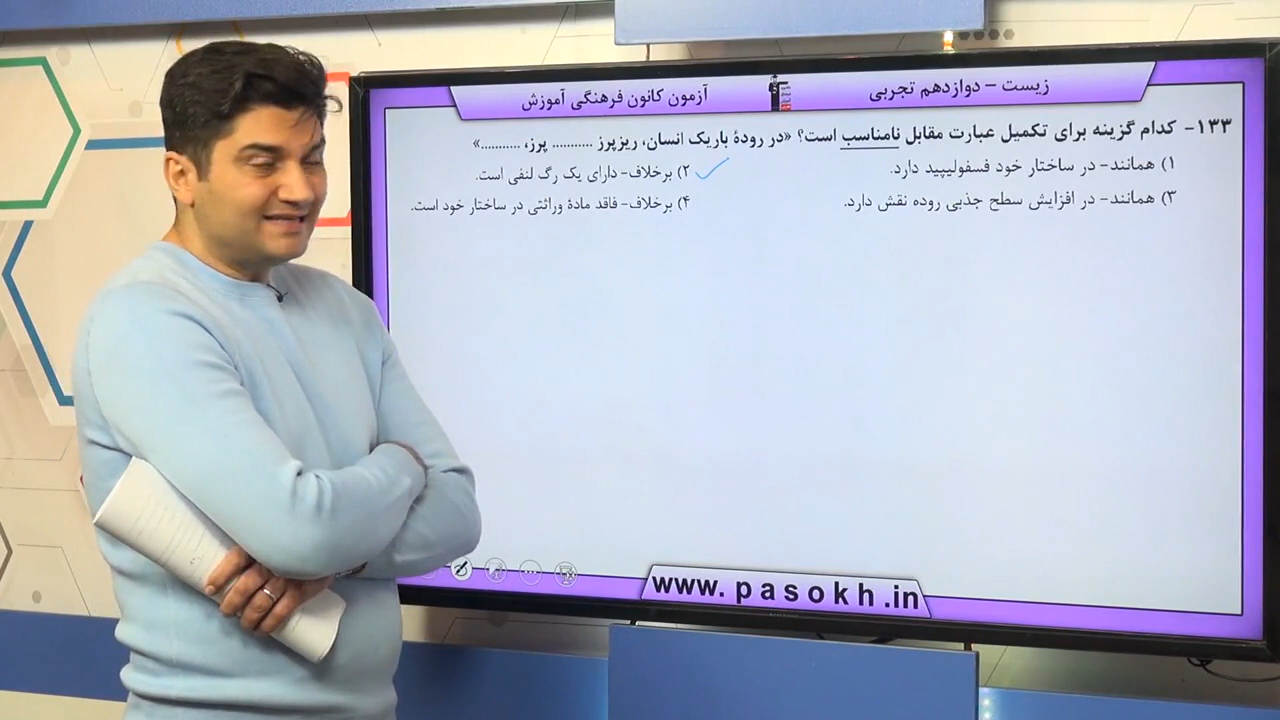 زیست – دوازدهم تجربی
آزمون کانون فرهنگی آموزش
۱۳۳- کدام گزینه برای تکمیل عبارت مقابل نامناسب است؟ «در رودهٔ باریک انسان، ریزپرز .......... پرز، ..........»
۱) همانند- در ساختار خود فسفولیپید دارد.
۲) برخلاف- دارای یک رگ لنفی است.
۳) همانند- در افزایش سطح جذبی روده نقش دارد.
۴) برخلاف- فاقد مادهٔ وراثتی در ساختار خود است.
www.pasokh.in